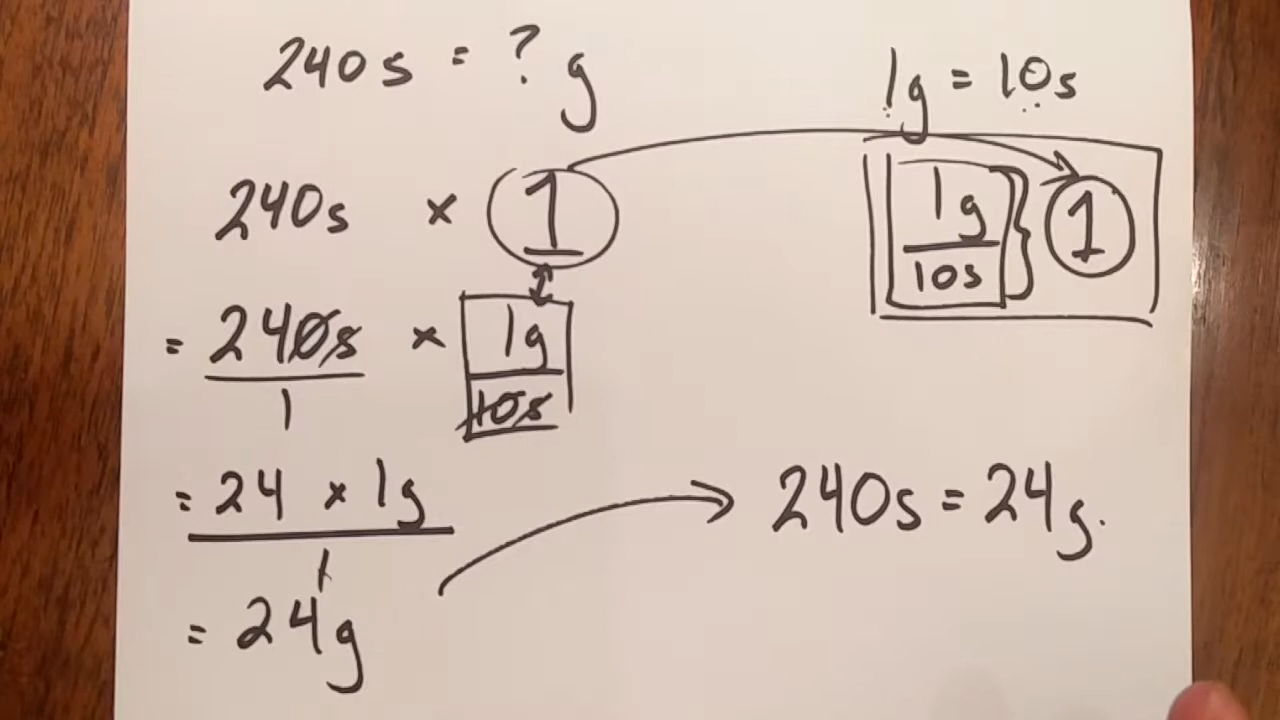 240s = ? g
1g = 10s
240s × 1
1g
10s
1
= 240s × 1g
1 10s
= 24 × 1g
1
= 24g
240s = 24g.